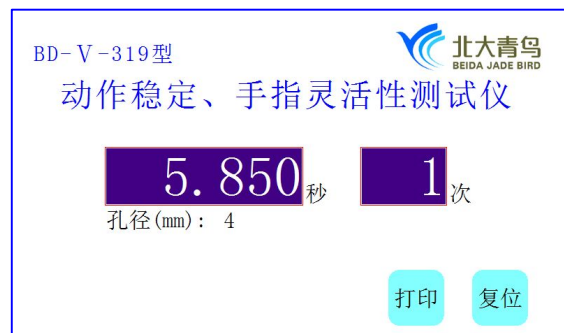 BD-Ⅴ-319型
北大青鸟
BEIDA JADE BIRD
动作稳定、手指灵活性测试仪
5.850秒 1次
孔径(mm): 4
打印 复位